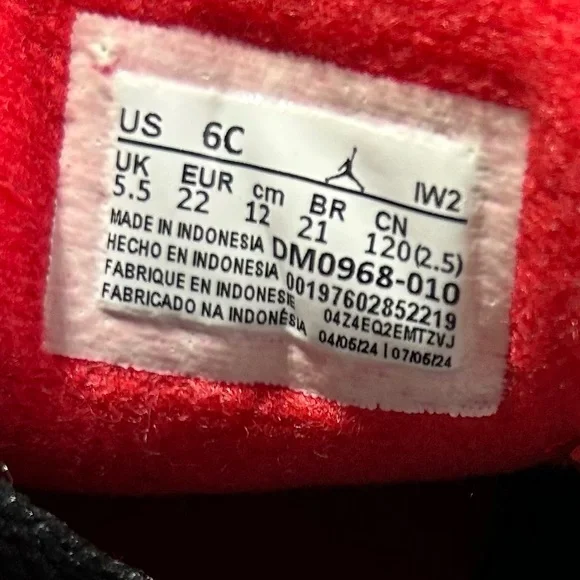 US 6C IW2
UK EUR cm BR CN
5.5 22 12 21 120(2.5)
MADE IN INDONESIA DM0968-010
HECHO EN INDONESIA 00197602852219
FABRIQUE EN INDONESIE 04Z4EQ2EMTZVJ
FABRICADO NA INDONÉSIA 04/06/24 | 07/06/24